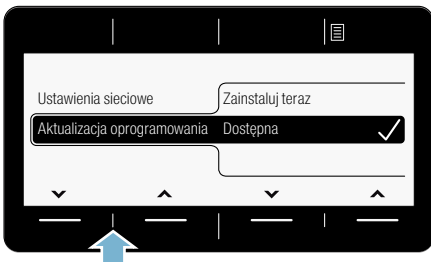 Ustawienia sieciowe
Zainstaluj teraz
Aktualizacja oprogramowania
Dostępna